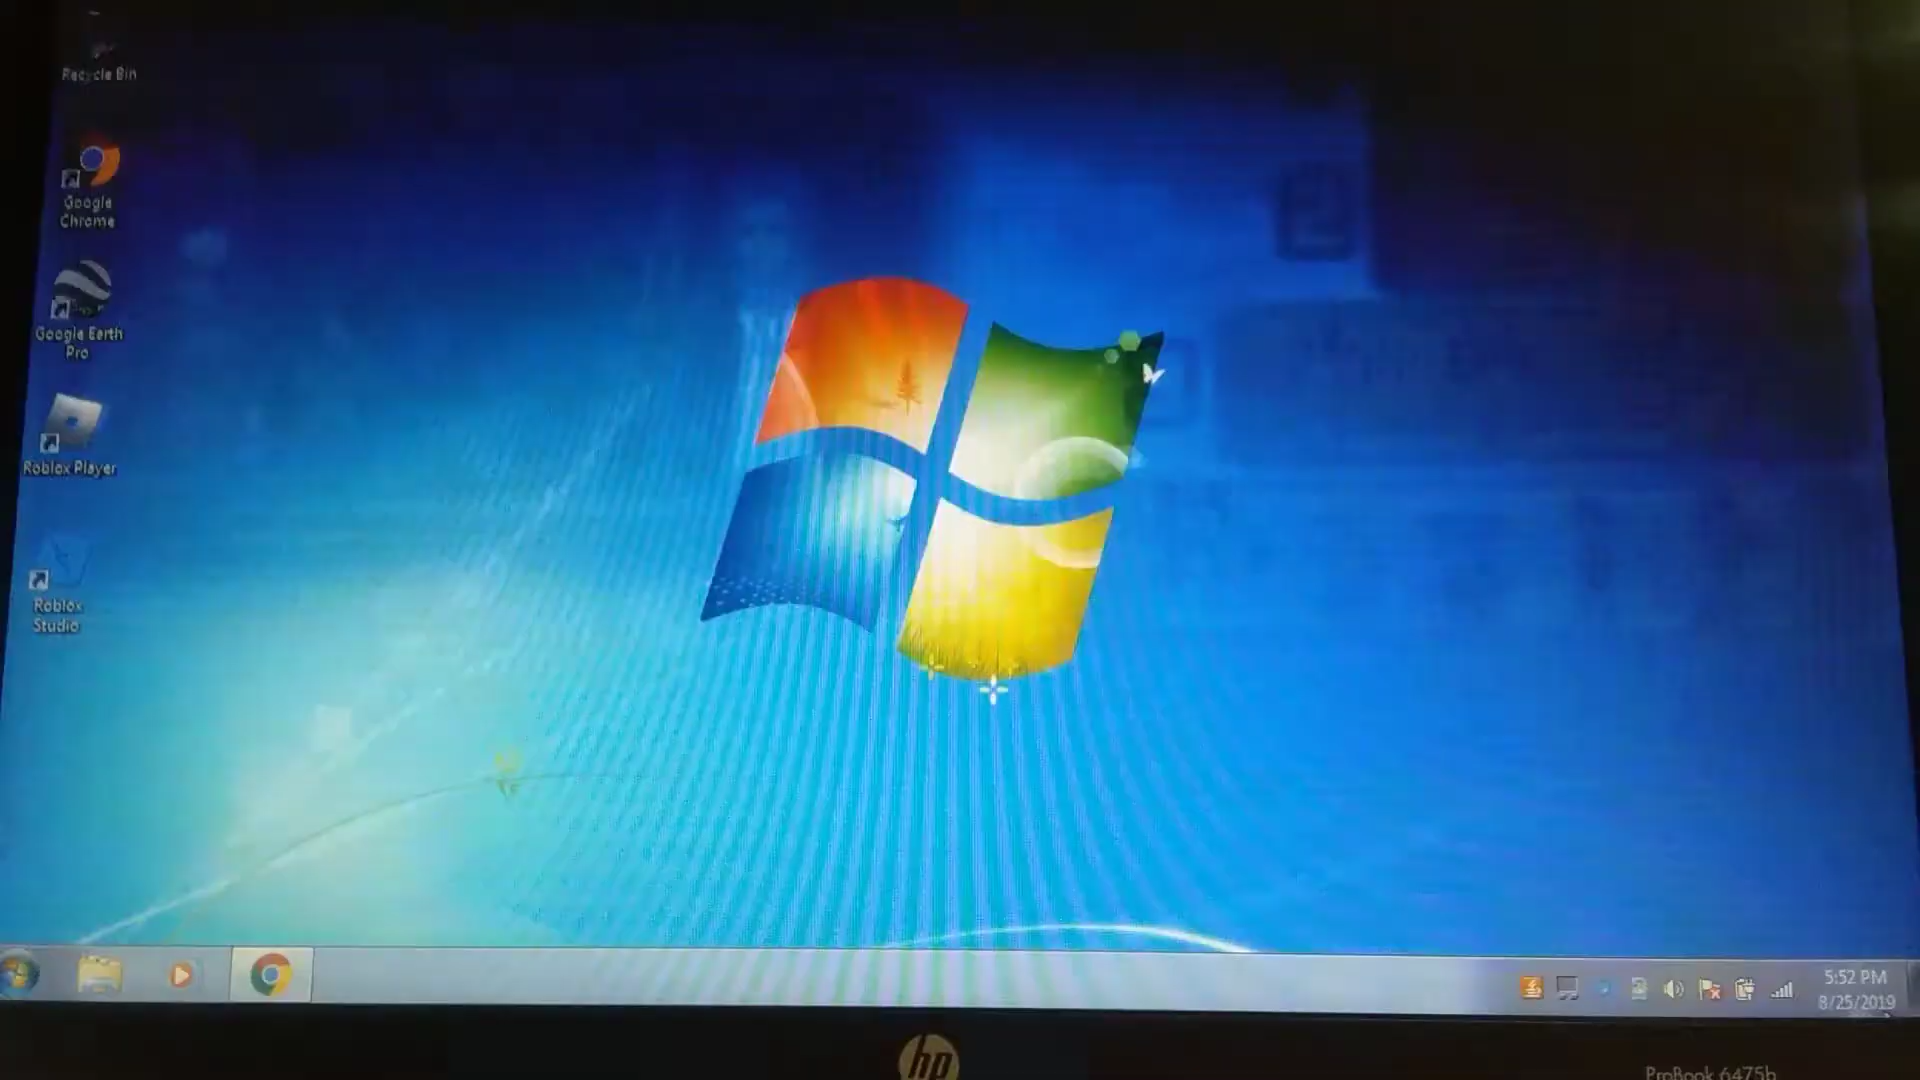 Recycle Bin
Google
Chrome
Google Earth
Pro
Roblox Player
Roblox
Studio
5:52 PM
8/25/2019
hp
ProBook 6475b